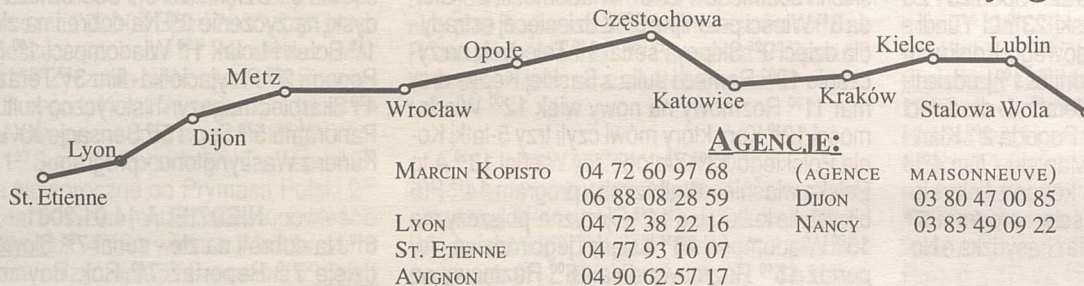 Częstochowa
Opole
Kielce
Lublin
Metz
Wrocław
Katowice
Kraków
Stalowa Wola
Lyon
Dijon
St. Etienne
AGENCJE:
MARCIN KOPISTO 04 72 60 97 68
06 88 08 28 59
LYON 04 72 38 22 16
ST. ETIENNE 04 77 93 10 07
AVIGNON 04 90 62 57 17
(AGENCE MAISONNEUVE)
DIJON 03 80 47 00 85
NANCY 03 83 49 09 22